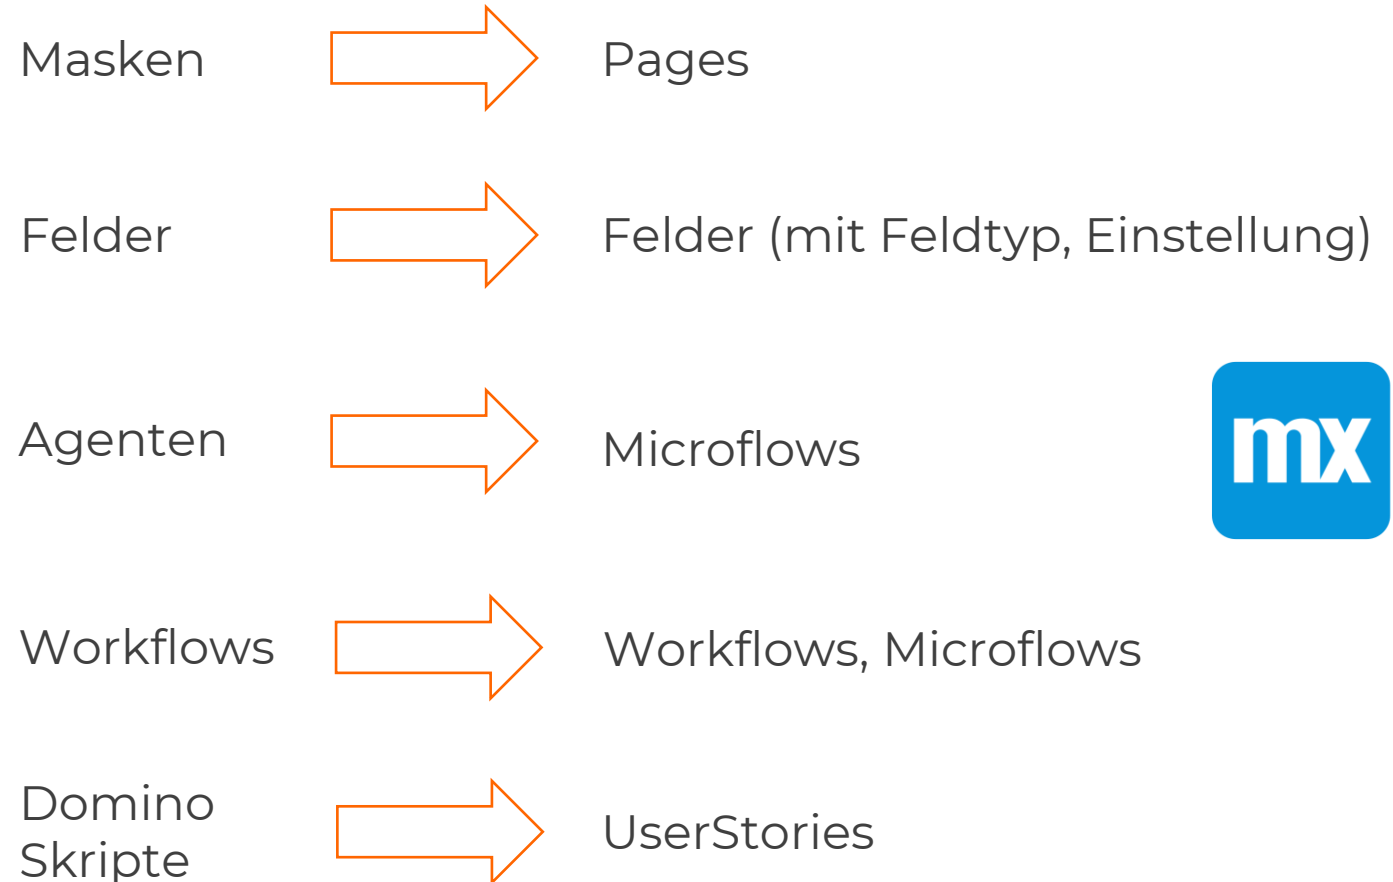 Masken
Pages
Felder
Felder (mit Feldtyp, Einstellung)
Agenten
Microflows
mx
Workflows
Workflows, Microflows
Domino
Skripte
UserStories